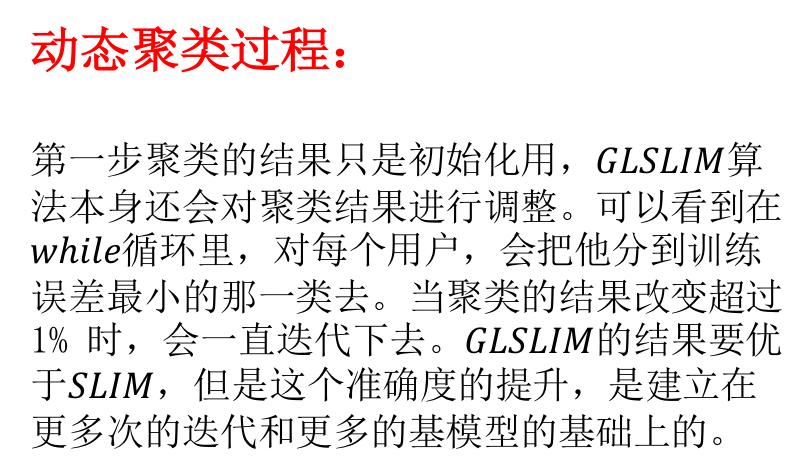 动态聚类过程：
第一步聚类的结果只是初始化用，GLSLIM算
法本身还会对聚类结果进行调整。可以看到在
while循环里，对每个用户，会把他分到训练
误差最小的那一类去。当聚类的结果改变超过
1% 时，会一直迭代下去。GLSLIM的结果要优
于SLIM，但是这个准确度的提升，是建立在
更多次的迭代和更多的基模型的基础上的。